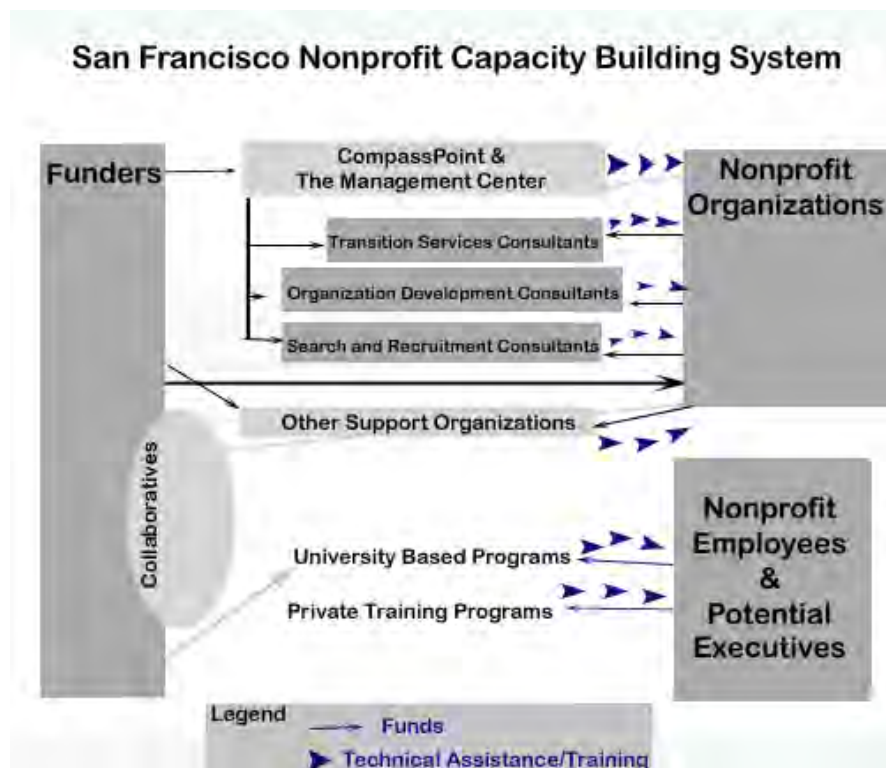 San Francisco Nonprofit Capacity Building System
Funders
CompassPoint &
The Management Center
Nonprofit
Organizations
Transition Services Consultants
Organization Development Consultants
Search and Recruitment Consultants
Other Support Organizations
Collaboratives
Nonprofit
Employees
&
Potential
Executives
University Based Programs
Private Training Programs
Legend
Funds
Technical Assistance/Training